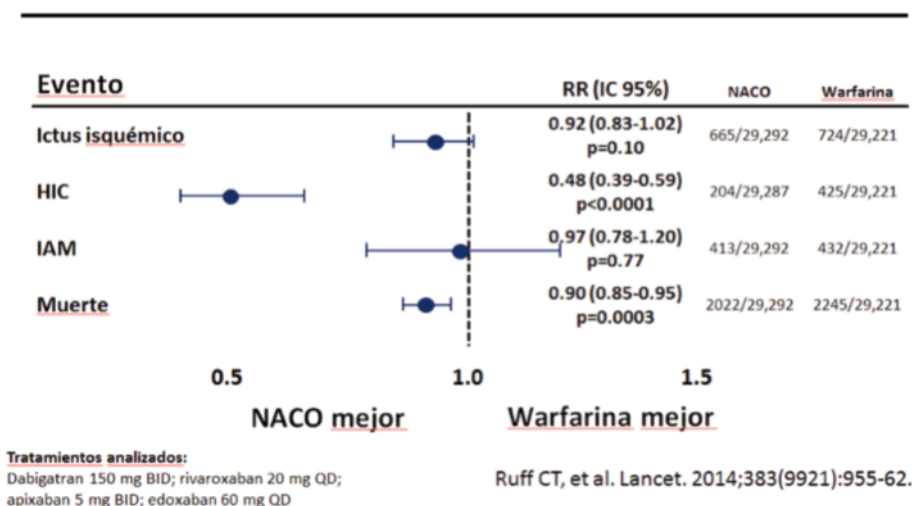 Evento RR (IC 95%) NACO Warfarina
Ictus isquémico 0.92 (0.83-1.02) 665/29,292 724/29,221
p=0.10
HIC 0.48 (0.39-0.59) 204/29,287 425/29,221
p<0.0001
IAM 0.97 (0.78-1.20) 413/29,292 432/29,221
p=0.77
Muerte 0.90 (0.85-0.95) 2022/29,292 2245/29,221
p=0.0003
0.5 1.0 1.5
NACO mejor Warfarina mejor
Tratamientos analizados:
Dabigatran 150 mg BID; rivaroxaban 20 mg QD;
apixaban 5 mg BID; edoxaban 60 mg QD
Ruff CT, et al. Lancet. 2014;383(9921):955-62.